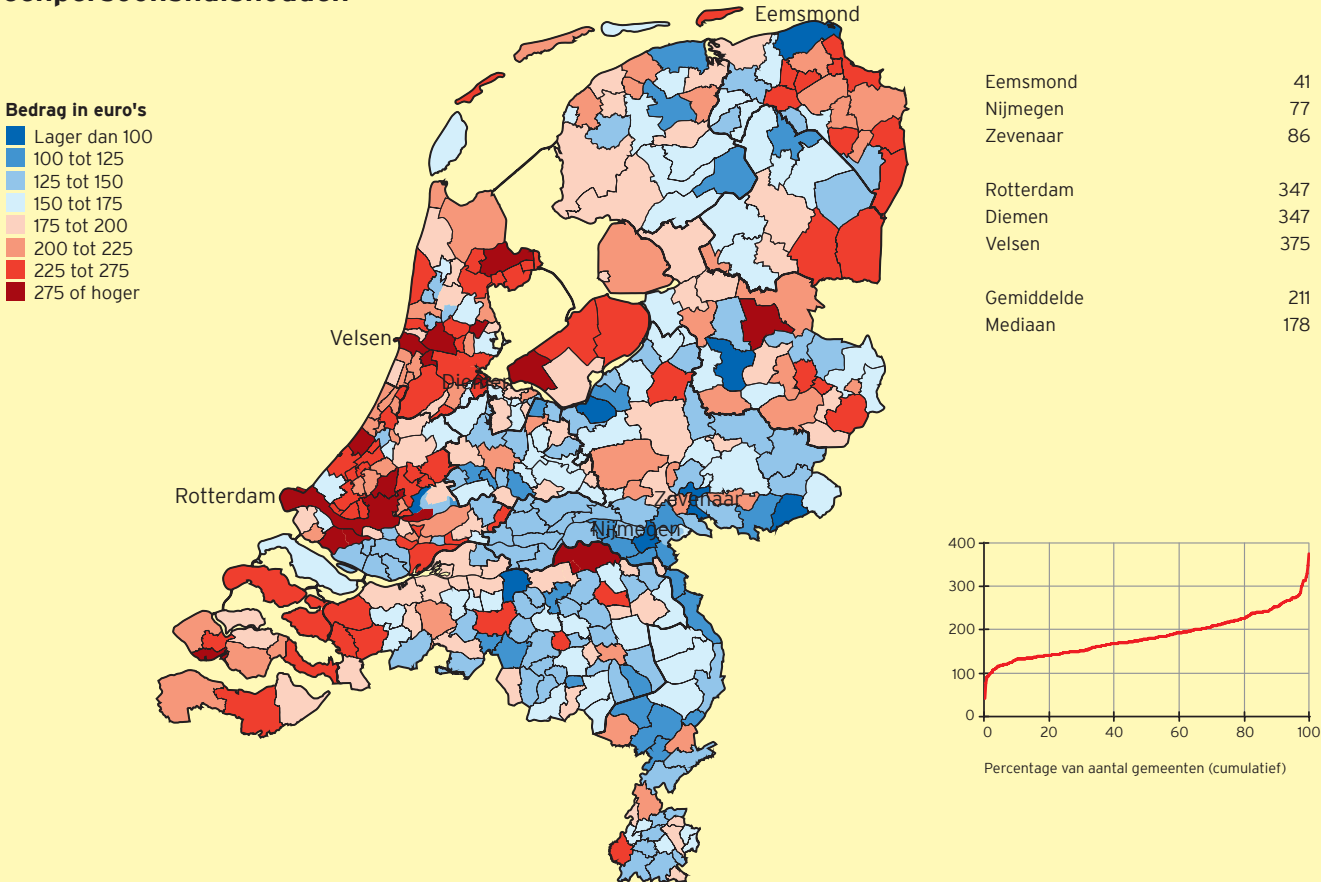 Eemsmond
Bedrag in euro's
Lager dan 100
100 tot 125
125 tot 150
150 tot 175
175 tot 200
200 tot 225
225 tot 275
275 of hoger
Velsen
Diemen
Rotterdam
Zevenaar
Nijmegen
Eemsmond 41
Nijmegen 77
Zevenaar 86
Rotterdam 347
Diemen 347
Velsen 375
Gemiddelde 211
Mediaan 178
400
300
200
100
0
0 20 40 60 80 100
Percentage van aantal gemeenten (cumulatief)